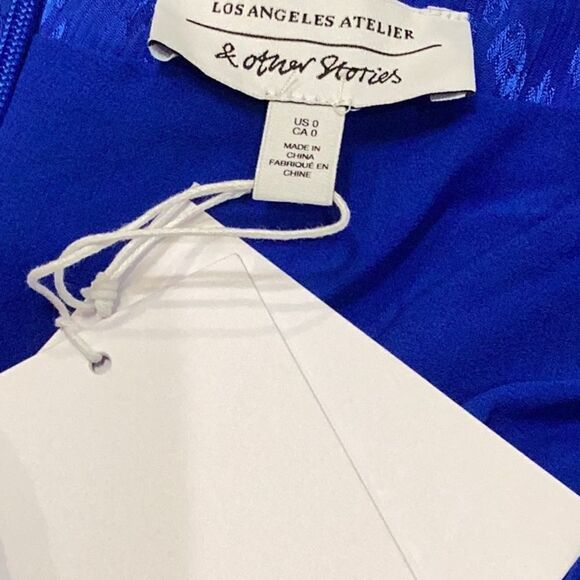 LOS ANGELES ATELIER
& other Stories
US 0
CA 0
MADE IN
CHINA
FABRIQUÉ EN
CHINE